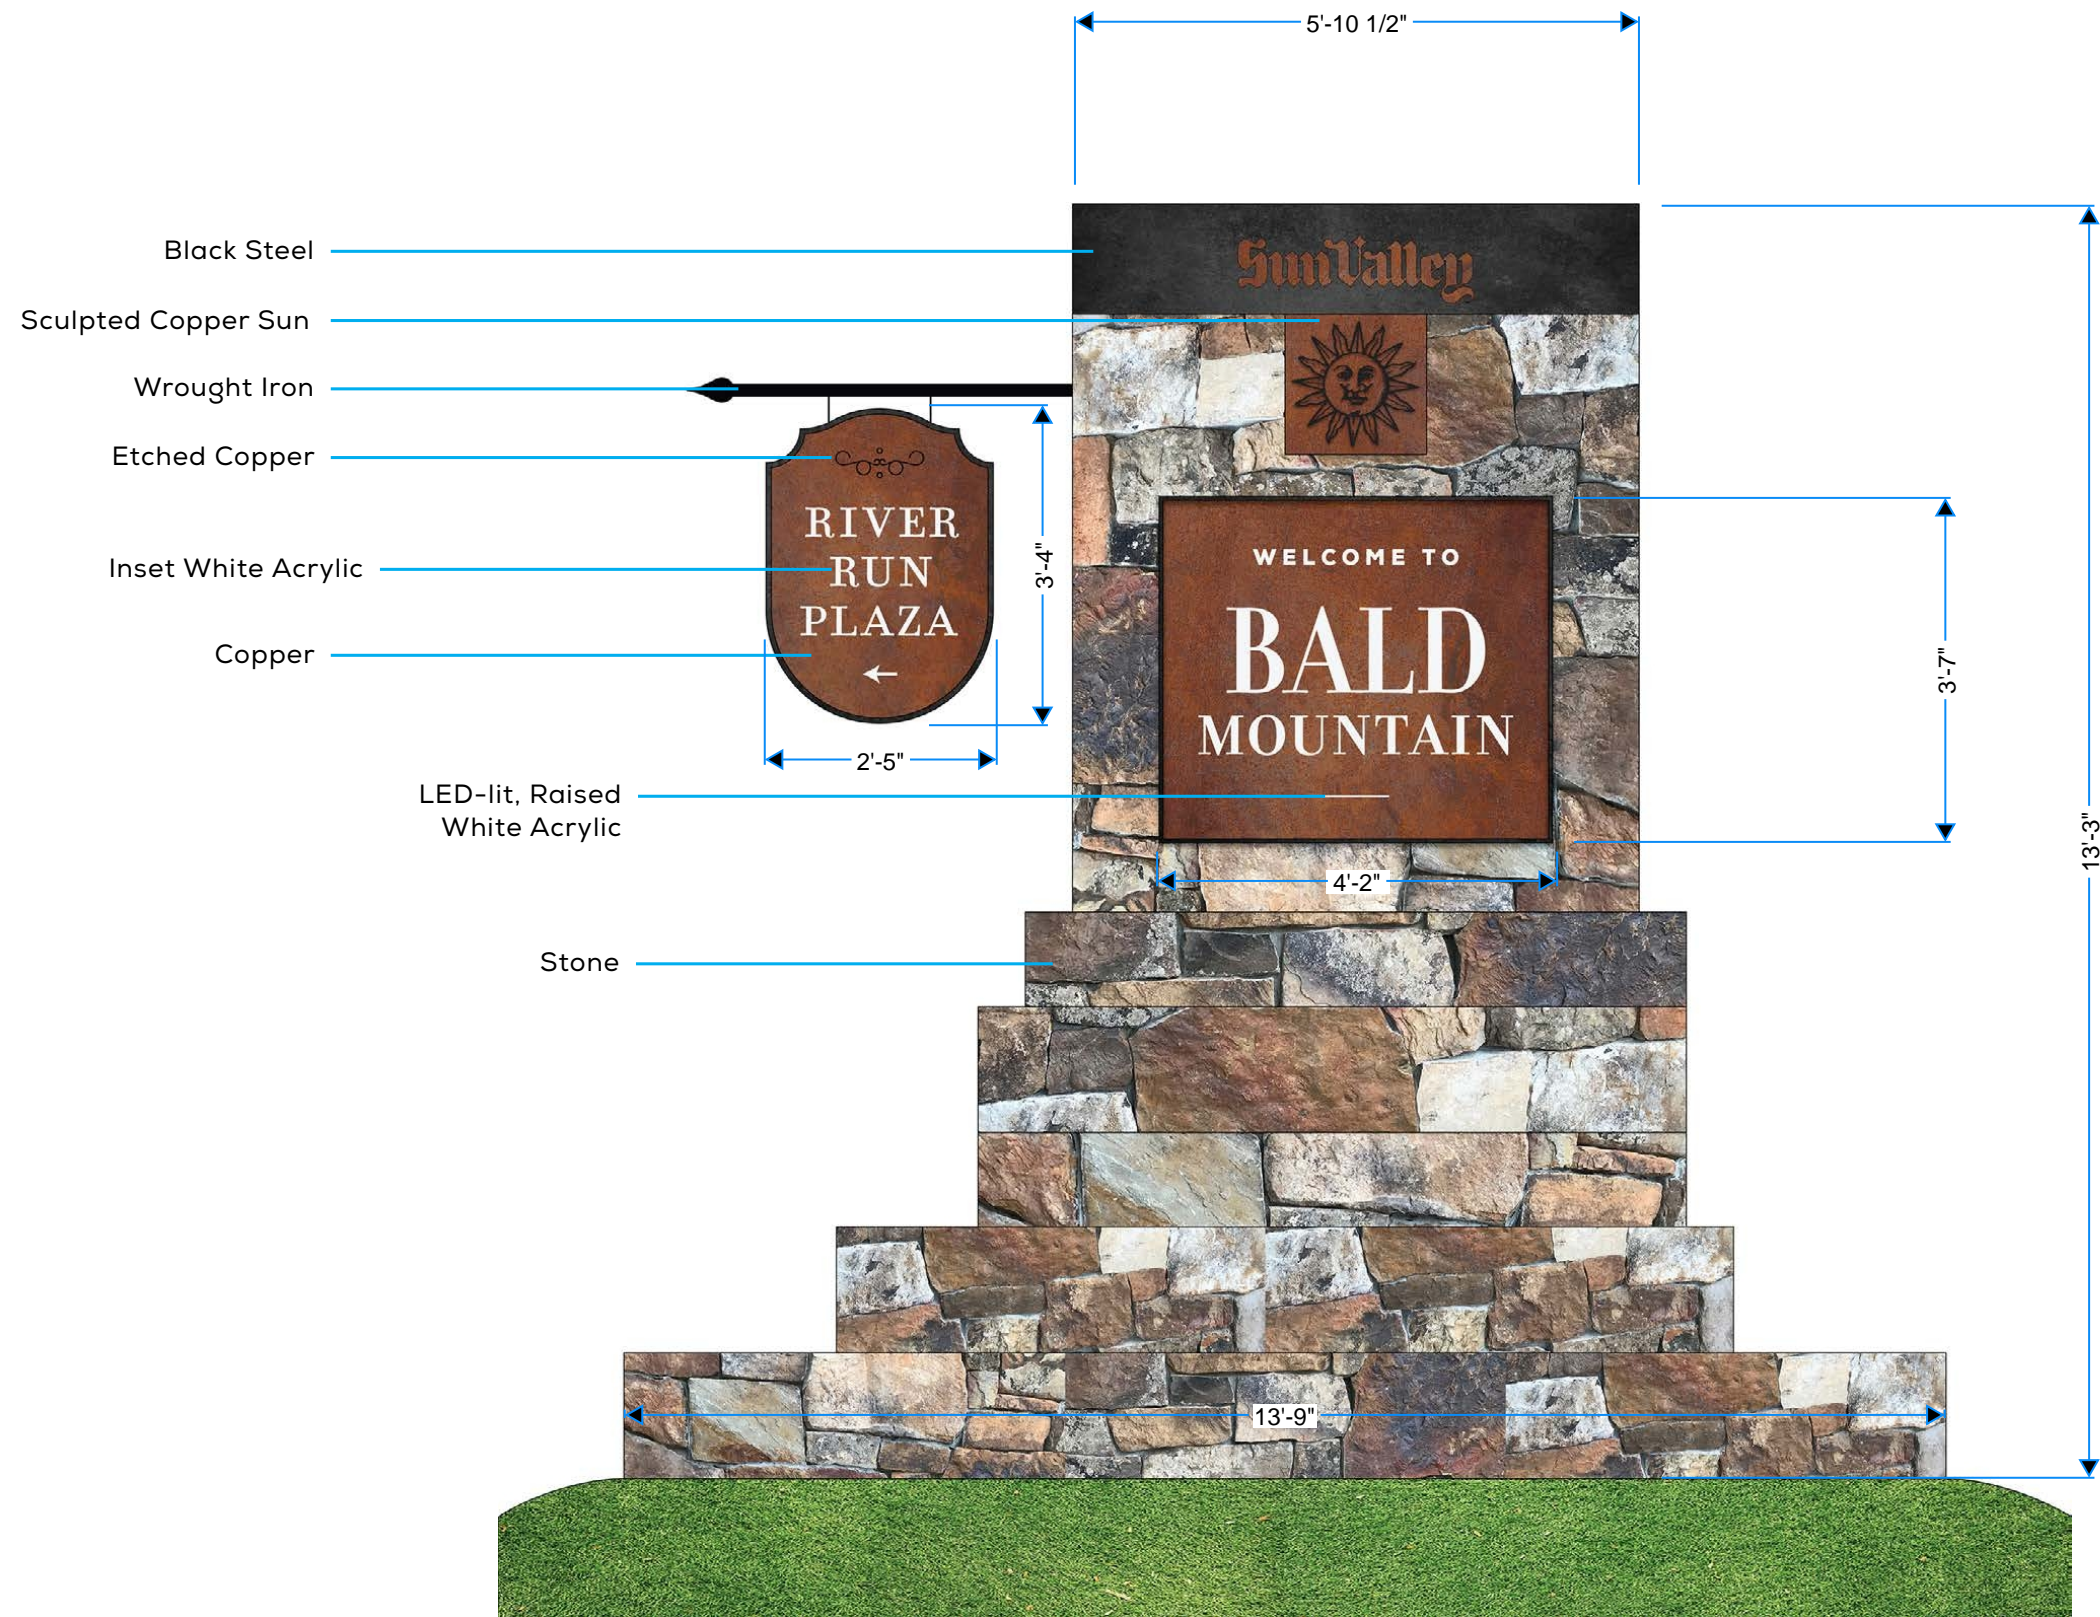 5'-10 1/2"
Black Steel
SunValley
Sculpted Copper Sun
Wrought Iron
Etched Copper
RIVER
RUN
PLAZA
Inset White Acrylic
Copper
3'-4"
2'-5"
WELCOME TO
BALD
MOUNTAIN
3'-7"
4'-2"
13'-3"
LED-lit, Raised
White Acrylic
Stone
13'-9"